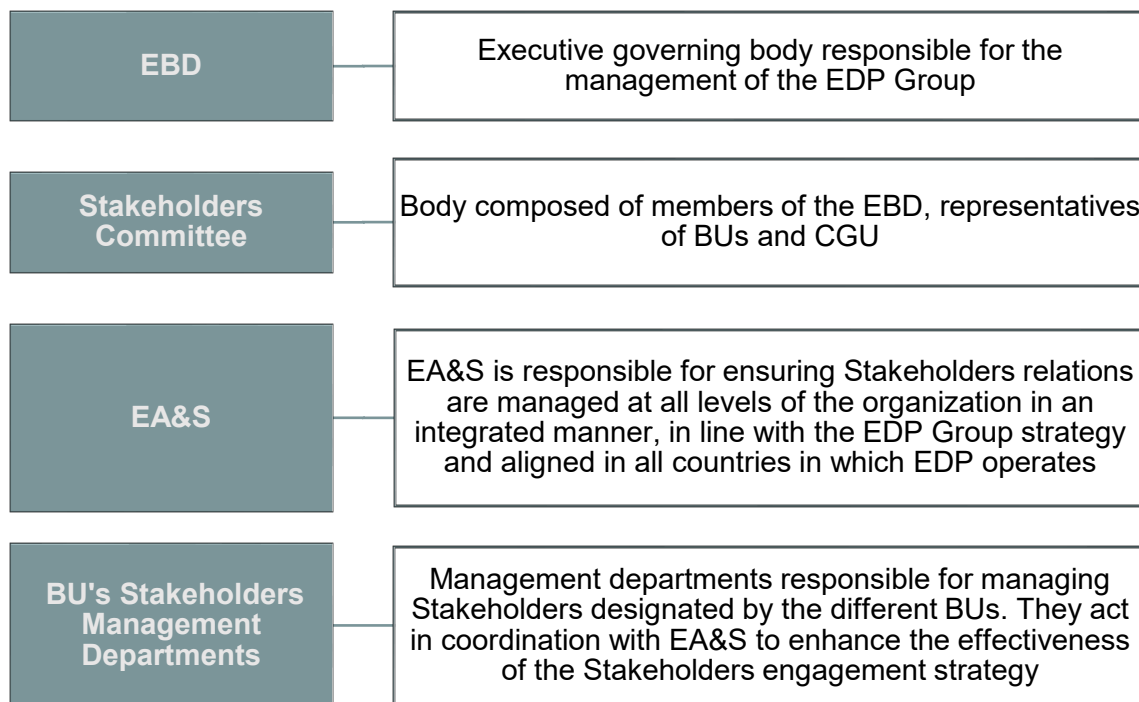 EBD
Executive governing body responsible for the
management of the EDP Group
Stakeholders
Committee
Body composed of members of the EBD, representatives
of BUs and CGU
EA&S
EA&S is responsible for ensuring Stakeholders relations
are managed at all levels of the organization in an
integrated manner, in line with the EDP Group strategy
and aligned in all countries in which EDP operates
BU's Stakeholders
Management
Departments
Management departments responsible for managing
Stakeholders designated by the different BUs. They act
in coordination with EA&S to enhance the effectiveness
of the Stakeholders engagement strategy